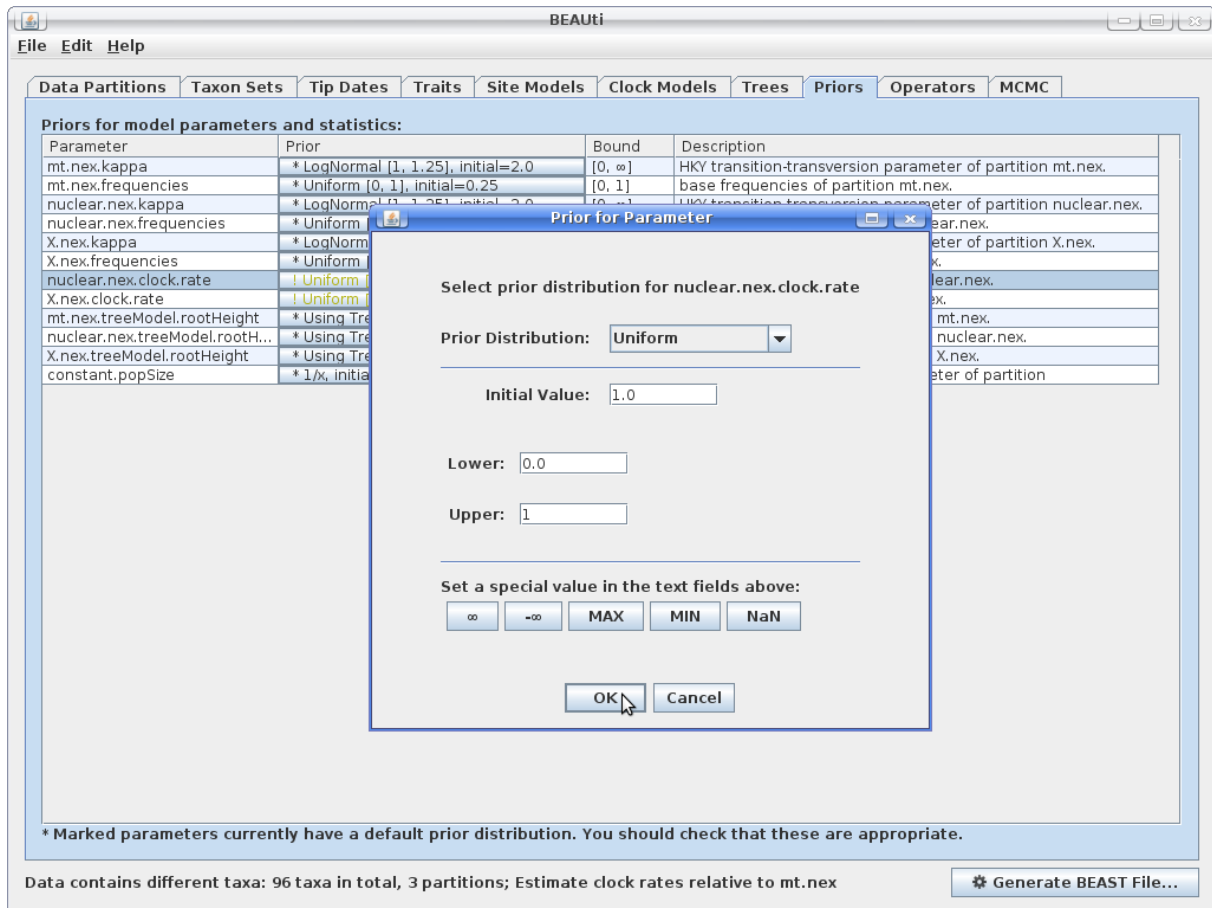 BEAUti
File Edit Help
Data Partitions Taxon Sets Tip Dates Traits Site Models Clock Models Trees Priors Operators MCMC
Priors for model parameters and statistics:
Parameter Prior Bound Description
mt.nex.kappa * LogNormal [1, 1.25], initial=2.0 [0, ∞] HKY transition-transversion parameter of partition mt.nex.
mt.nex.frequencies * Uniform [0, 1], initial=0.25 [0, 1] base frequencies of partition mt.nex.
nuclear.nex.kappa * LogNormal [1, 1.25], initial=2.0 [0, ∞] HKY transition-transversion parameter of partition nuclear.nex.
nuclear.nex.frequencies * Uniform ear.nex.
X.nex.kappa * LogNorm eter of partition X.nex.
X.nex.frequencies * Uniform x.
nuclear.nex.clock.rate ! Uniform lear.nex.
X.nex.clock.rate ! Uniform ex.
mt.nex.treeModel.rootHeight * Using Tre mt.nex.
nuclear.nex.treeModel.rootH... * Using Tre nuclear.nex.
X.nex.treeModel.rootHeight * Using Tre X.nex.
constant.popSize * 1/x, initia eter of partition
Prior for Parameter
Select prior distribution for nuclear.nex.clock.rate
Prior Distribution: Uniform
Initial Value: 1.0
Lower: 0.0
Upper: 1
Set a special value in the text fields above:
∞ -∞ MAX MIN NaN
OK Cancel
* Marked parameters currently have a default prior distribution. You should check that these are appropriate.
Data contains different taxa: 96 taxa in total, 3 partitions; Estimate clock rates relative to mt.nex
Generate BEAST File...